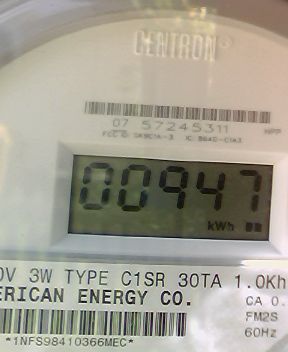 CENTRON
07 57245311
00947
kWh
0V 3W TYPE C1SR 30TA 1.0Kh
ERICAN ENERGY CO.
CA 0.
FM2S
60Hz
*1NFS98410366MEC*